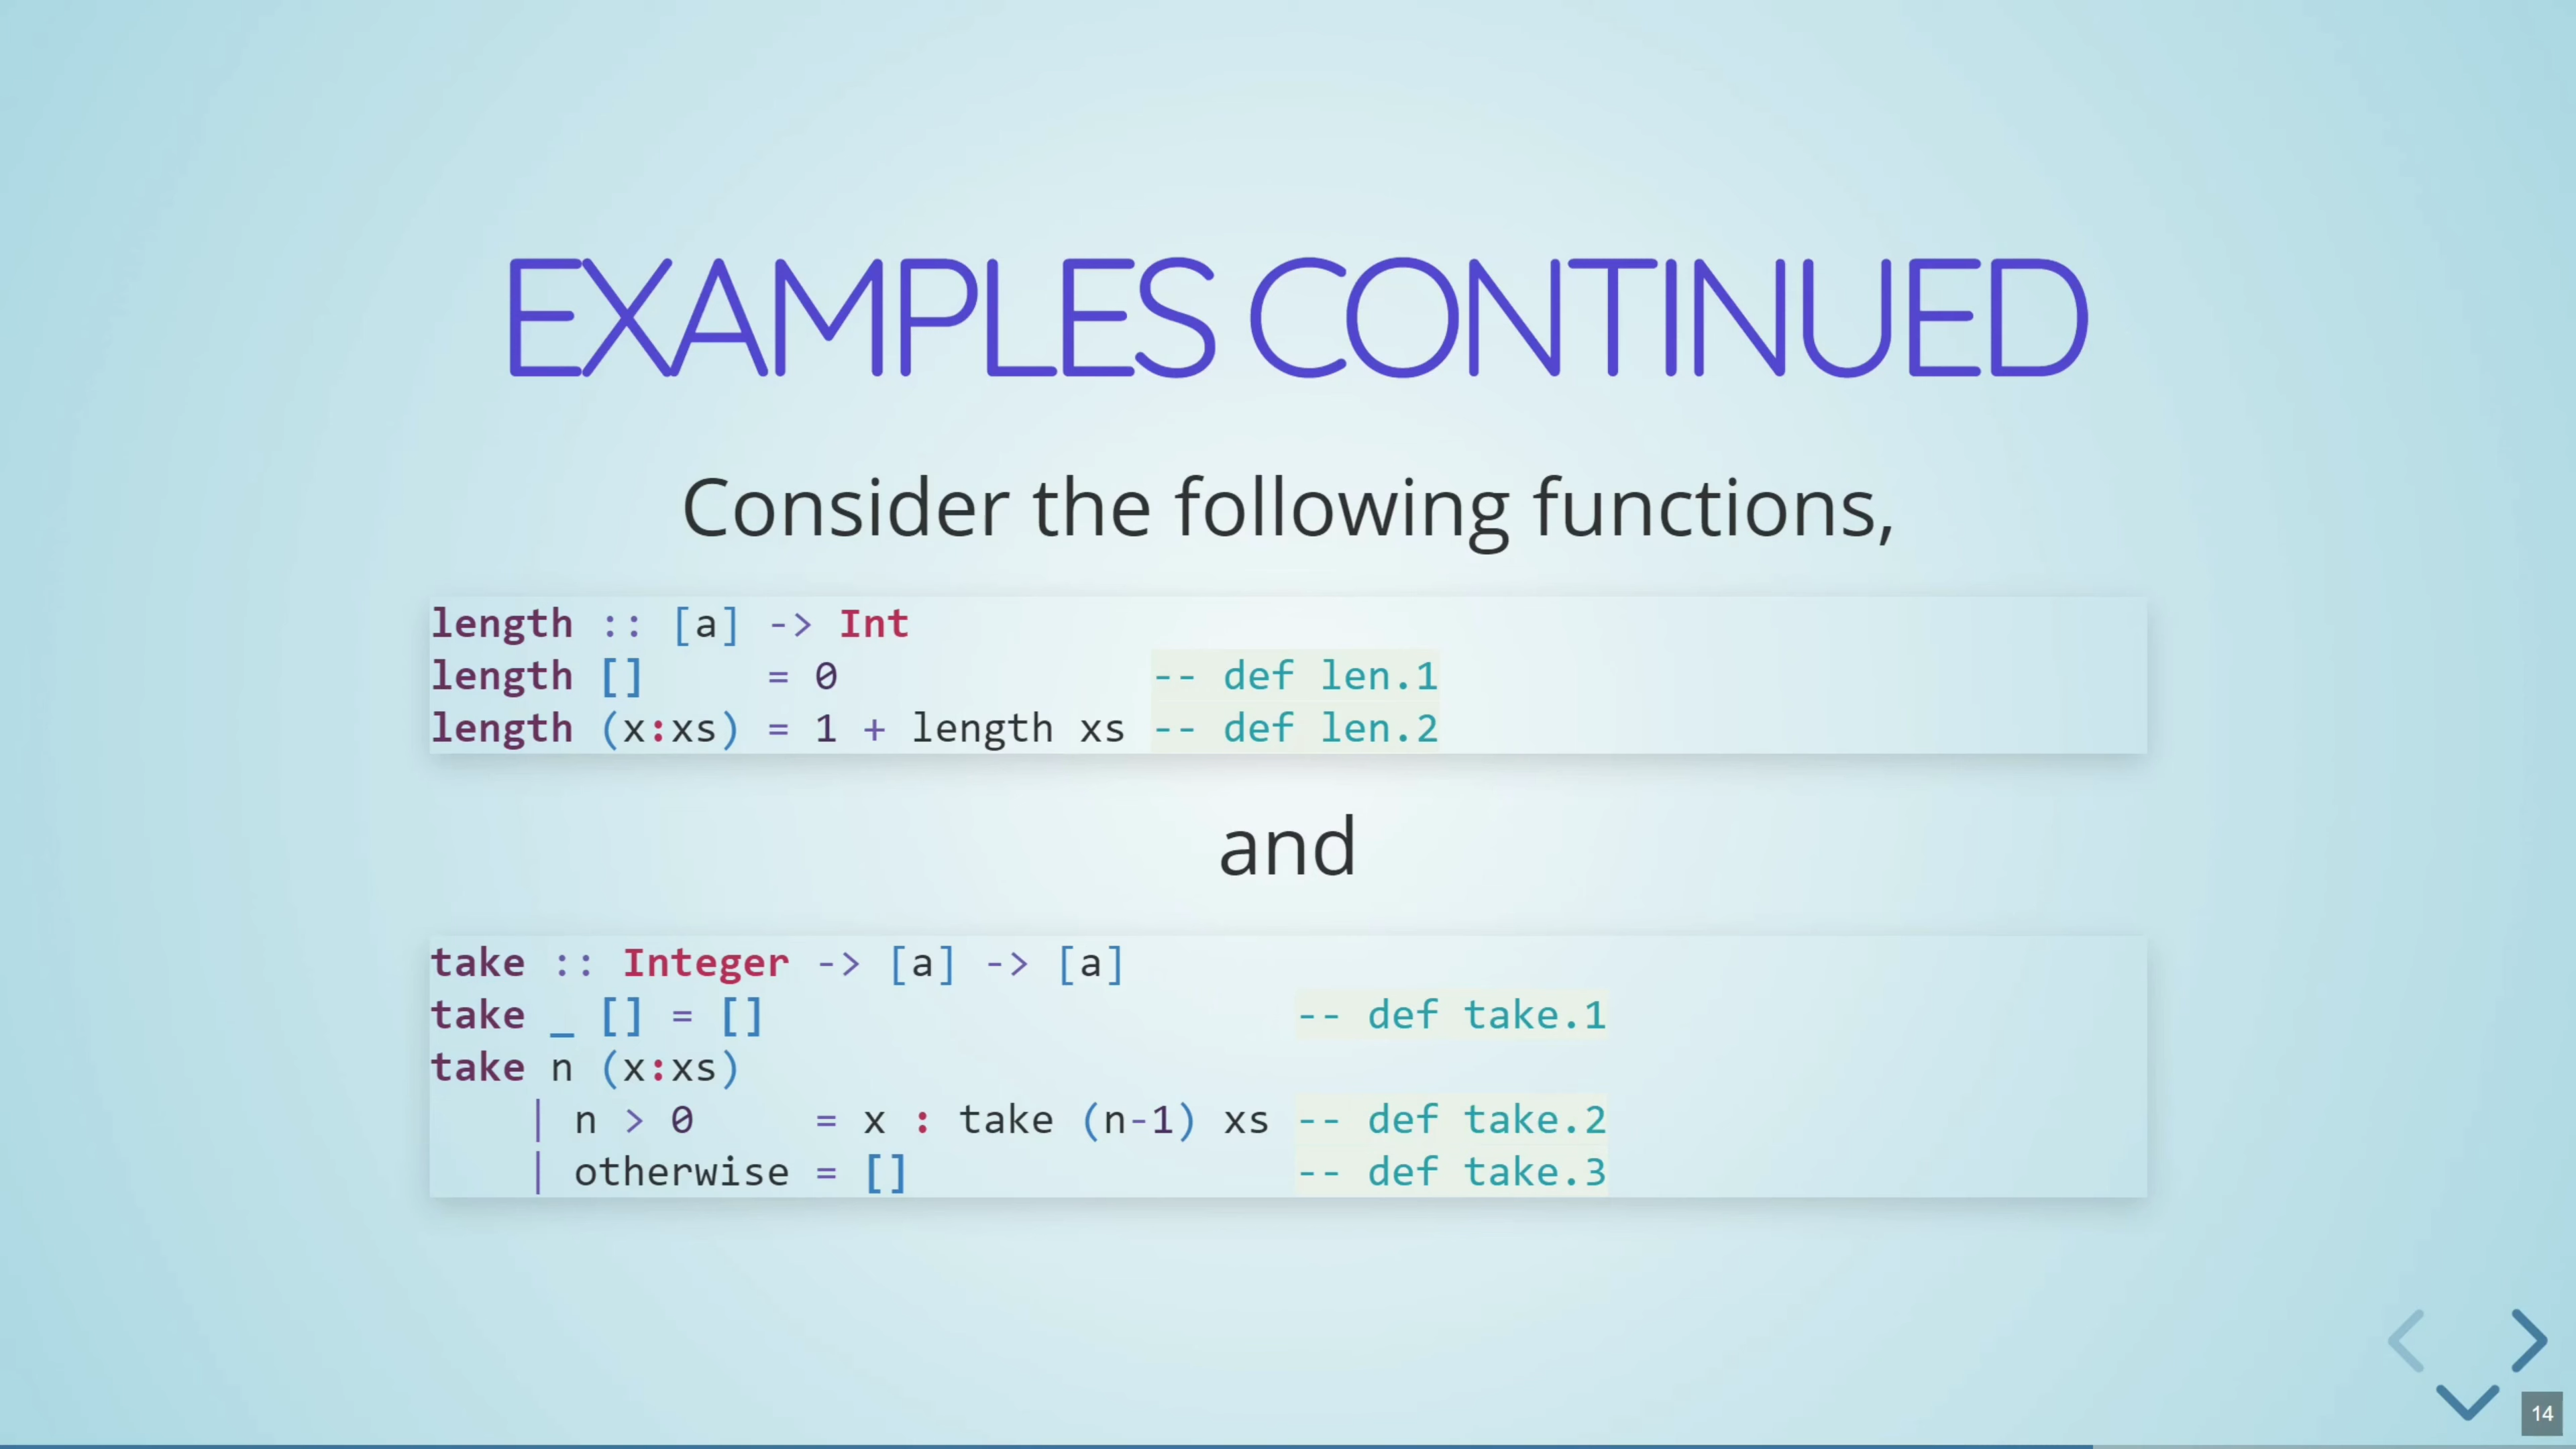 EXAMPLES CONTINUED
Consider the following functions,
length :: [a] -> Int
length []     = 0             -- def len.1
length (x:xs) = 1 + length xs -- def len.2
and
take :: Integer -> [a] -> [a]
take _ [] = []                      -- def take.1
take n (x:xs)
    | n > 0     = x : take (n-1) xs -- def take.2
    | otherwise = []                -- def take.3
14